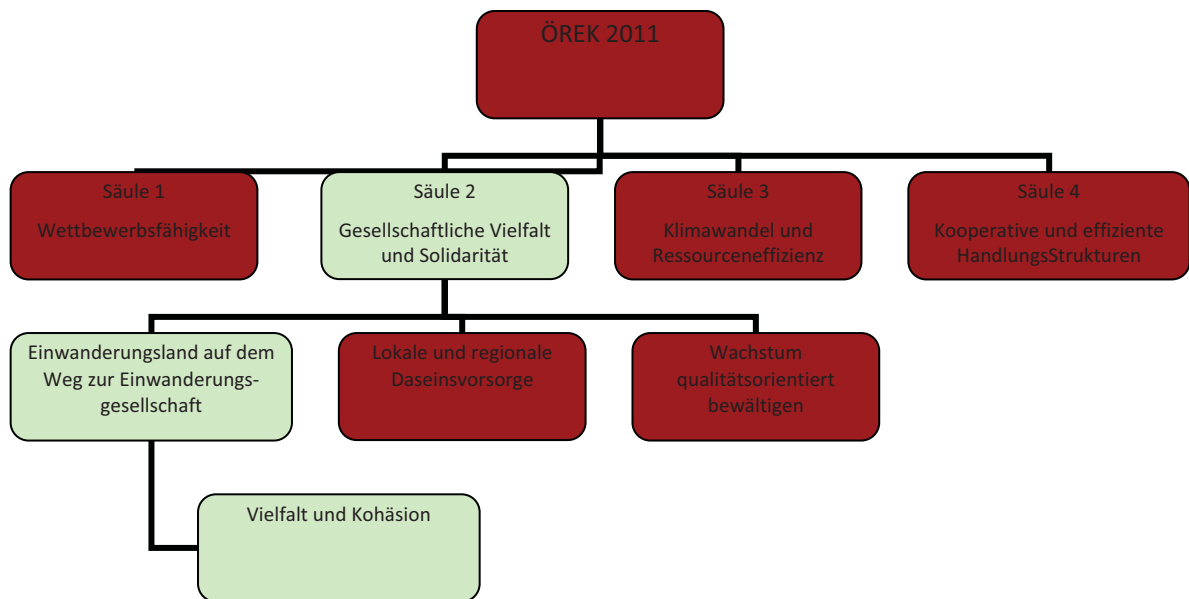 ÖREK 2011
Säule 1
Wettbewerbsfähigkeit
Säule 2
Gesellschaftliche Vielfalt
und Solidarität
Säule 3
Klimawandel und
Ressourceneffizienz
Säule 4
Kooperative und effiziente
HandlungsStrukturen
Einwanderungsland auf dem
Weg zur Einwanderungs-
gesellschaft
Lokale und regionale
Daseinsvorsorge
Wachstum
qualitätsorientiert
bewältigen
Vielfalt und Kohäsion